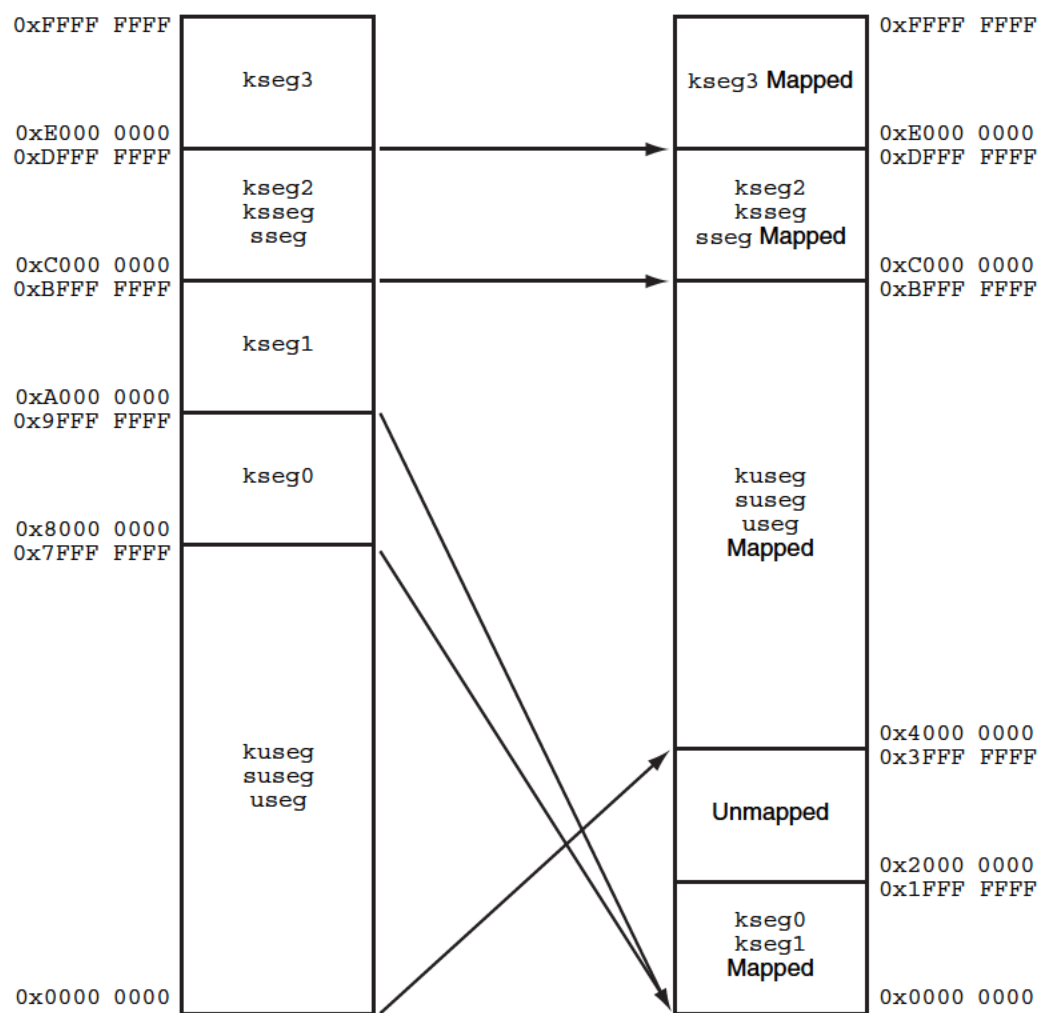 0xFFFF FFFF
kseg3
0xE000 0000
0xDFFF FFFF
kseg2
ksseg
sseg
0xC000 0000
0xBFFF FFFF
kseg1
0xA000 0000
0x9FFF FFFF
kseg0
0x8000 0000
0x7FFF FFFF
kuseg
suseg
useg
0x0000 0000
0xFFFF FFFF
kseg3 Mapped
0xE000 0000
0xDFFF FFFF
kseg2
ksseg
sseg Mapped
0xC000 0000
0xBFFF FFFF
kuseg
suseg
useg
Mapped
0x4000 0000
0x3FFF FFFF
Unmapped
0x2000 0000
0x1FFF FFFF
kseg0
kseg1
Mapped
0x0000 0000